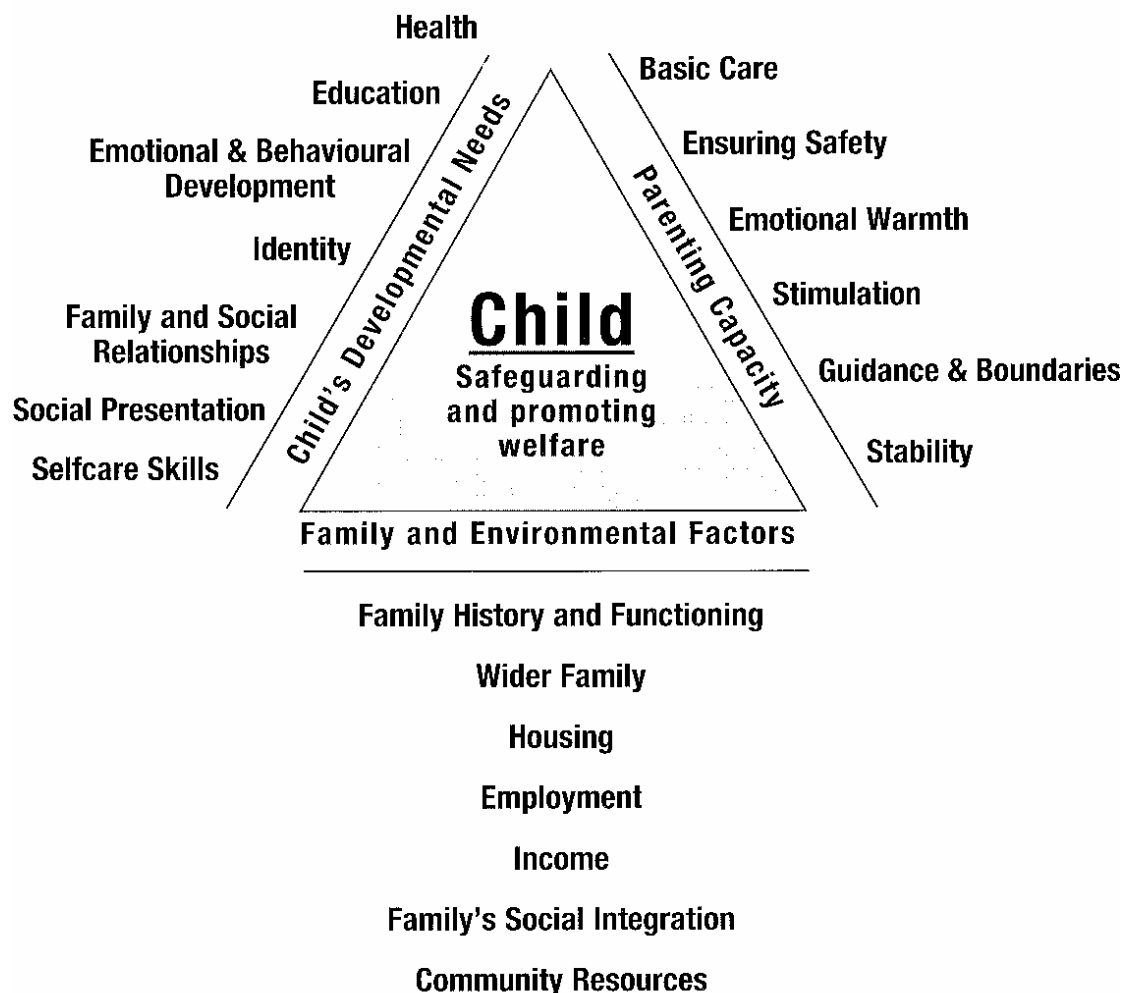 Health
Education
Emotional & Behavioural
Development
Identity
Family and Social
Relationships
Social Presentation
Selfcare Skills
Child's Developmental Needs
Basic Care
Ensuring Safety
Emotional Warmth
Stimulation
Guidance & Boundaries
Stability
Parenting Capacity
Child
Safeguarding
and promoting
welfare
Family and Environmental Factors
Family History and Functioning
Wider Family
Housing
Employment
Income
Family's Social Integration
Community Resources